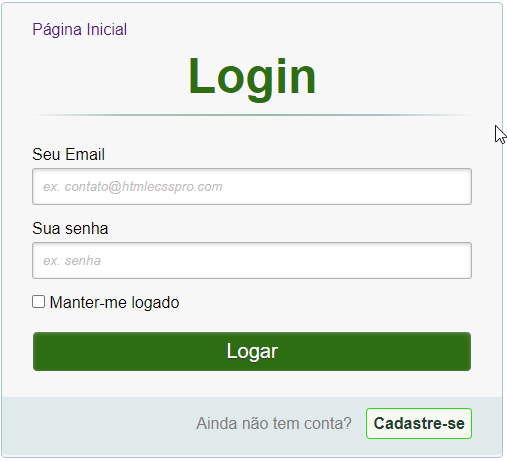 Página Inicial
Login
Seu Email
ex. contato@htmlecsspro.com
Sua senha
ex. senha
Manter-me logado
Logar
Ainda não tem conta? Cadastre-se